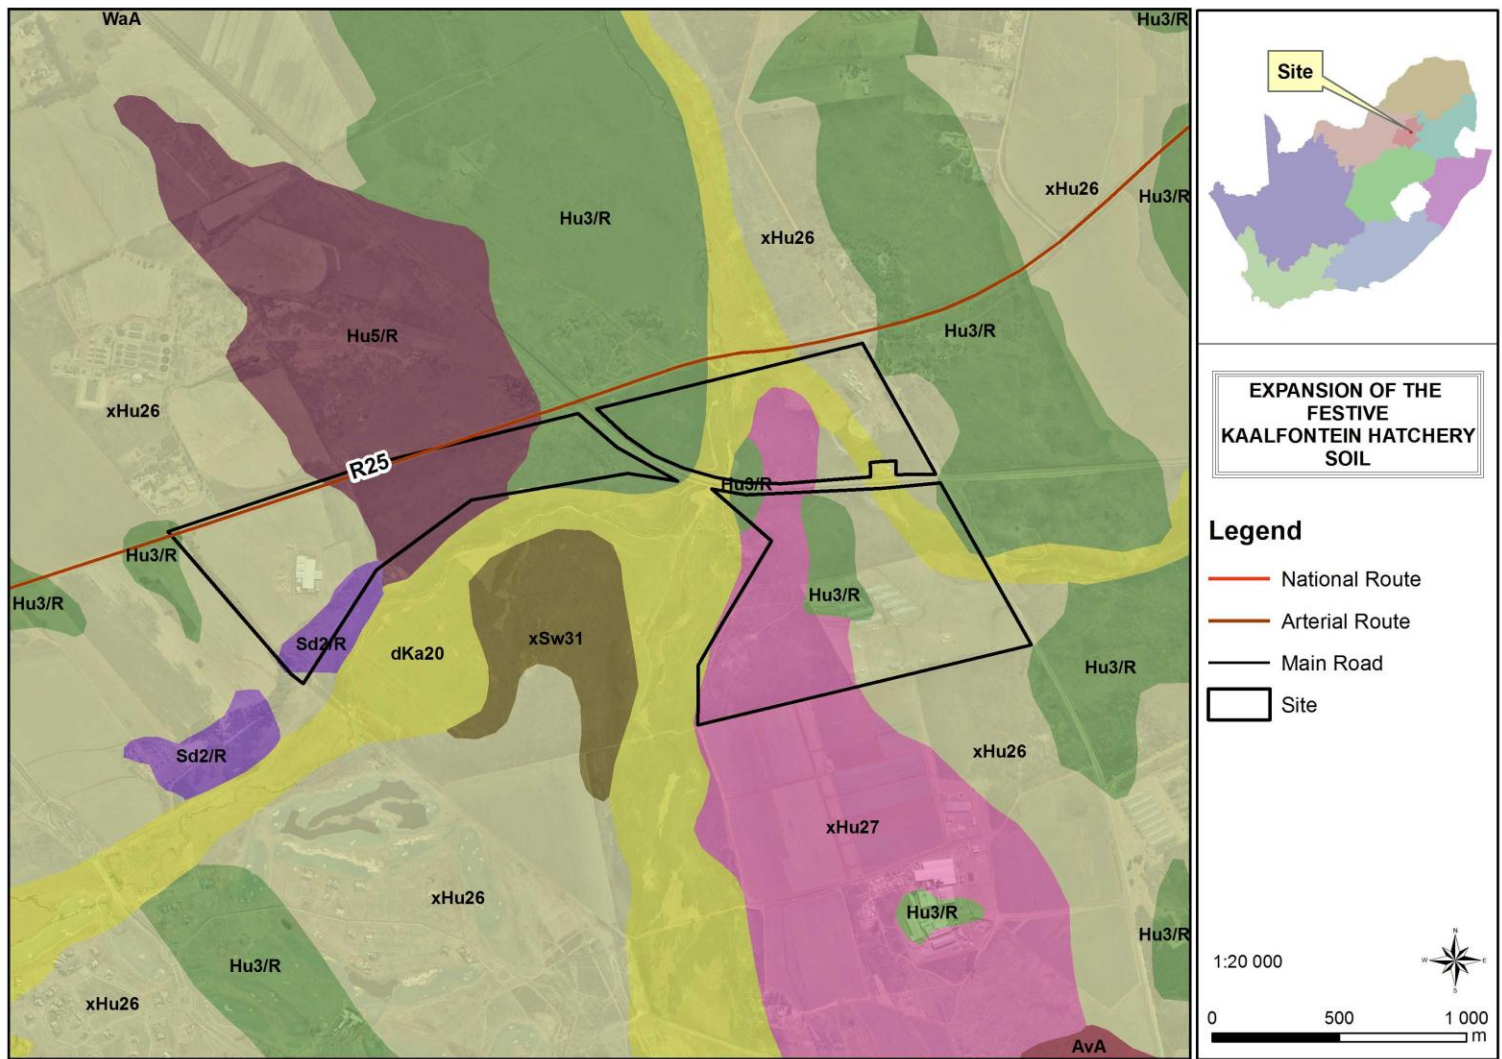 WaA
Hu3/R
Hu3/R
xHu26
xHu26
Hu3/R
Hu5/R
Hu3/R
xHu26
R25
Hu3/R
Hu3/R
Hu3/R
Hu3/R
Sd2/R
dKa20
xSw31
Hu3/R
Sd2/R
xHu26
xHu27
xHu26
Hu3/R
Hu3/R
Hu3/R
xHu26
AvA
Site
EXPANSION OF THE
FESTIVE
KAALFONTEIN HATCHERY
SOIL
Legend
National Route
Arterial Route
Main Road
Site
1:20 000
N
W
E
S
0 500 1 000
m